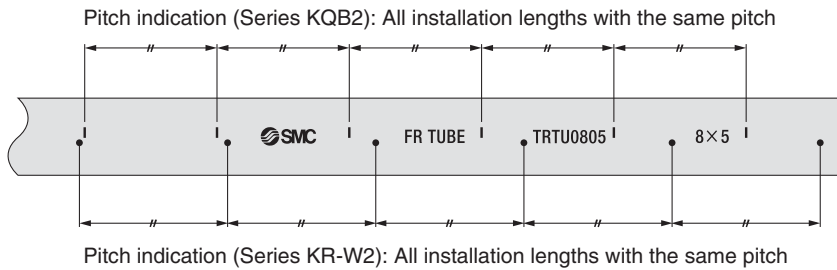 Pitch indication (Series KQB2): All installation lengths with the same pitch
SMC FR TUBE TRTU0805 8×5
Pitch indication (Series KR-W2): All installation lengths with the same pitch